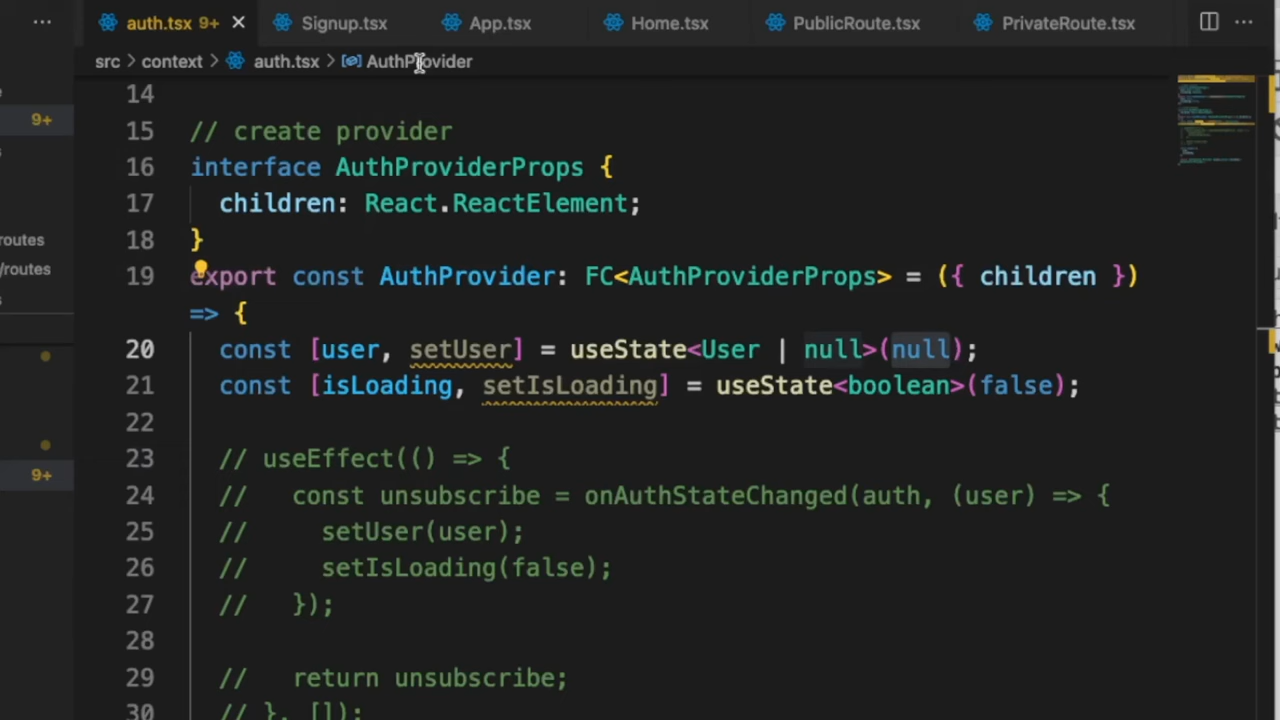 auth.tsx 9+ Signup.tsx App.tsx Home.tsx PublicRoute.tsx PrivateRoute.tsx
src > context > auth.tsx > AuthProvider
14
9+
15 // create provider
16 interface AuthProviderProps {
17 children: React.ReactElement;
routes
18 }
/routes
19 export const AuthProvider: FC<AuthProviderProps> = ({ children })
=> {
20 const [user, setUser] = useState<User | null>(null);
21 const [isLoading, setIsLoading] = useState<boolean>(false);
22
23 // useEffect(() => {
9+
24 // const unsubscribe = onAuthStateChanged(auth, (user) => {
25 // setUser(user);
26 // setIsLoading(false);
27 // });
28
29 // return unsubscribe;
30 // }, []);